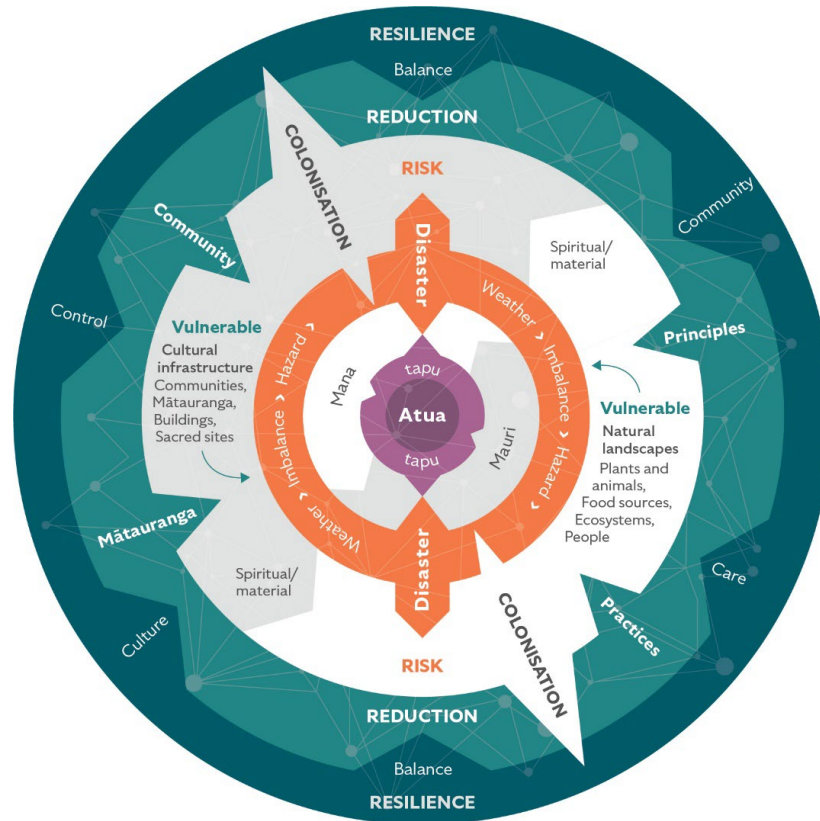 RESILIENCE
Balance
REDUCTION
RISK
COLONISATION
Community
Community
Disaster
Spiritual/
material
Weather > Imbalance > Hazard >
Control
Principles
Vulnerable
Cultural
infrastructure
Communities,
Mātauranga,
Buildings,
Sacred sites
Weather > Imbalance > Hazard >
Mana
tapu
Atua
tapu
Mauri
Vulnerable
Natural
landscapes
Plants and
animals,
Food sources,
Ecosystems,
People
Mātauranga
Spiritual/
material
Disaster
Care
Culture
Practices
COLONISATION
RISK
REDUCTION
Balance
RESILIENCE